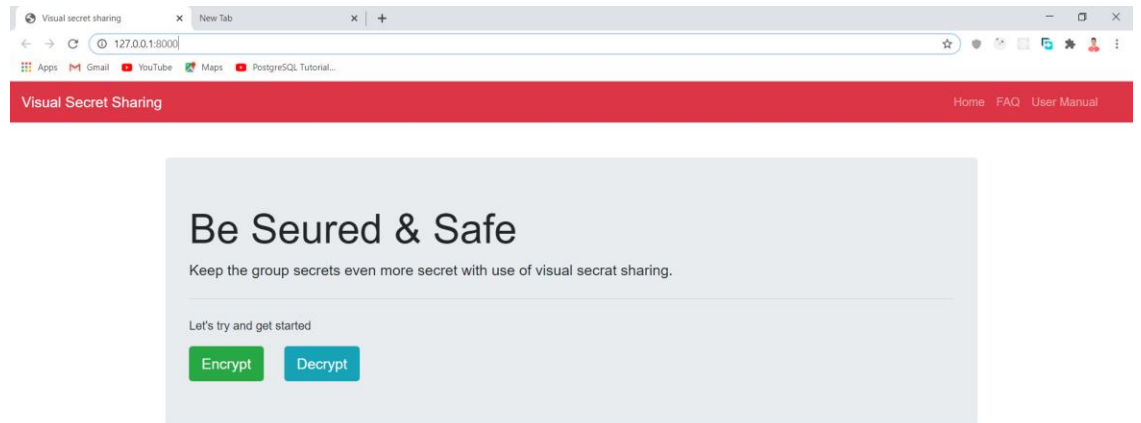 Visual secret sharing New Tab
127.0.0.1:8000
Apps Gmail YouTube Maps PostgreSQL Tutorial...
Visual Secret Sharing Home FAQ User Manual
Be Seured & Safe
Keep the group secrets even more secret with use of visual secrat sharing.
Let's try and get started
Encrypt Decrypt